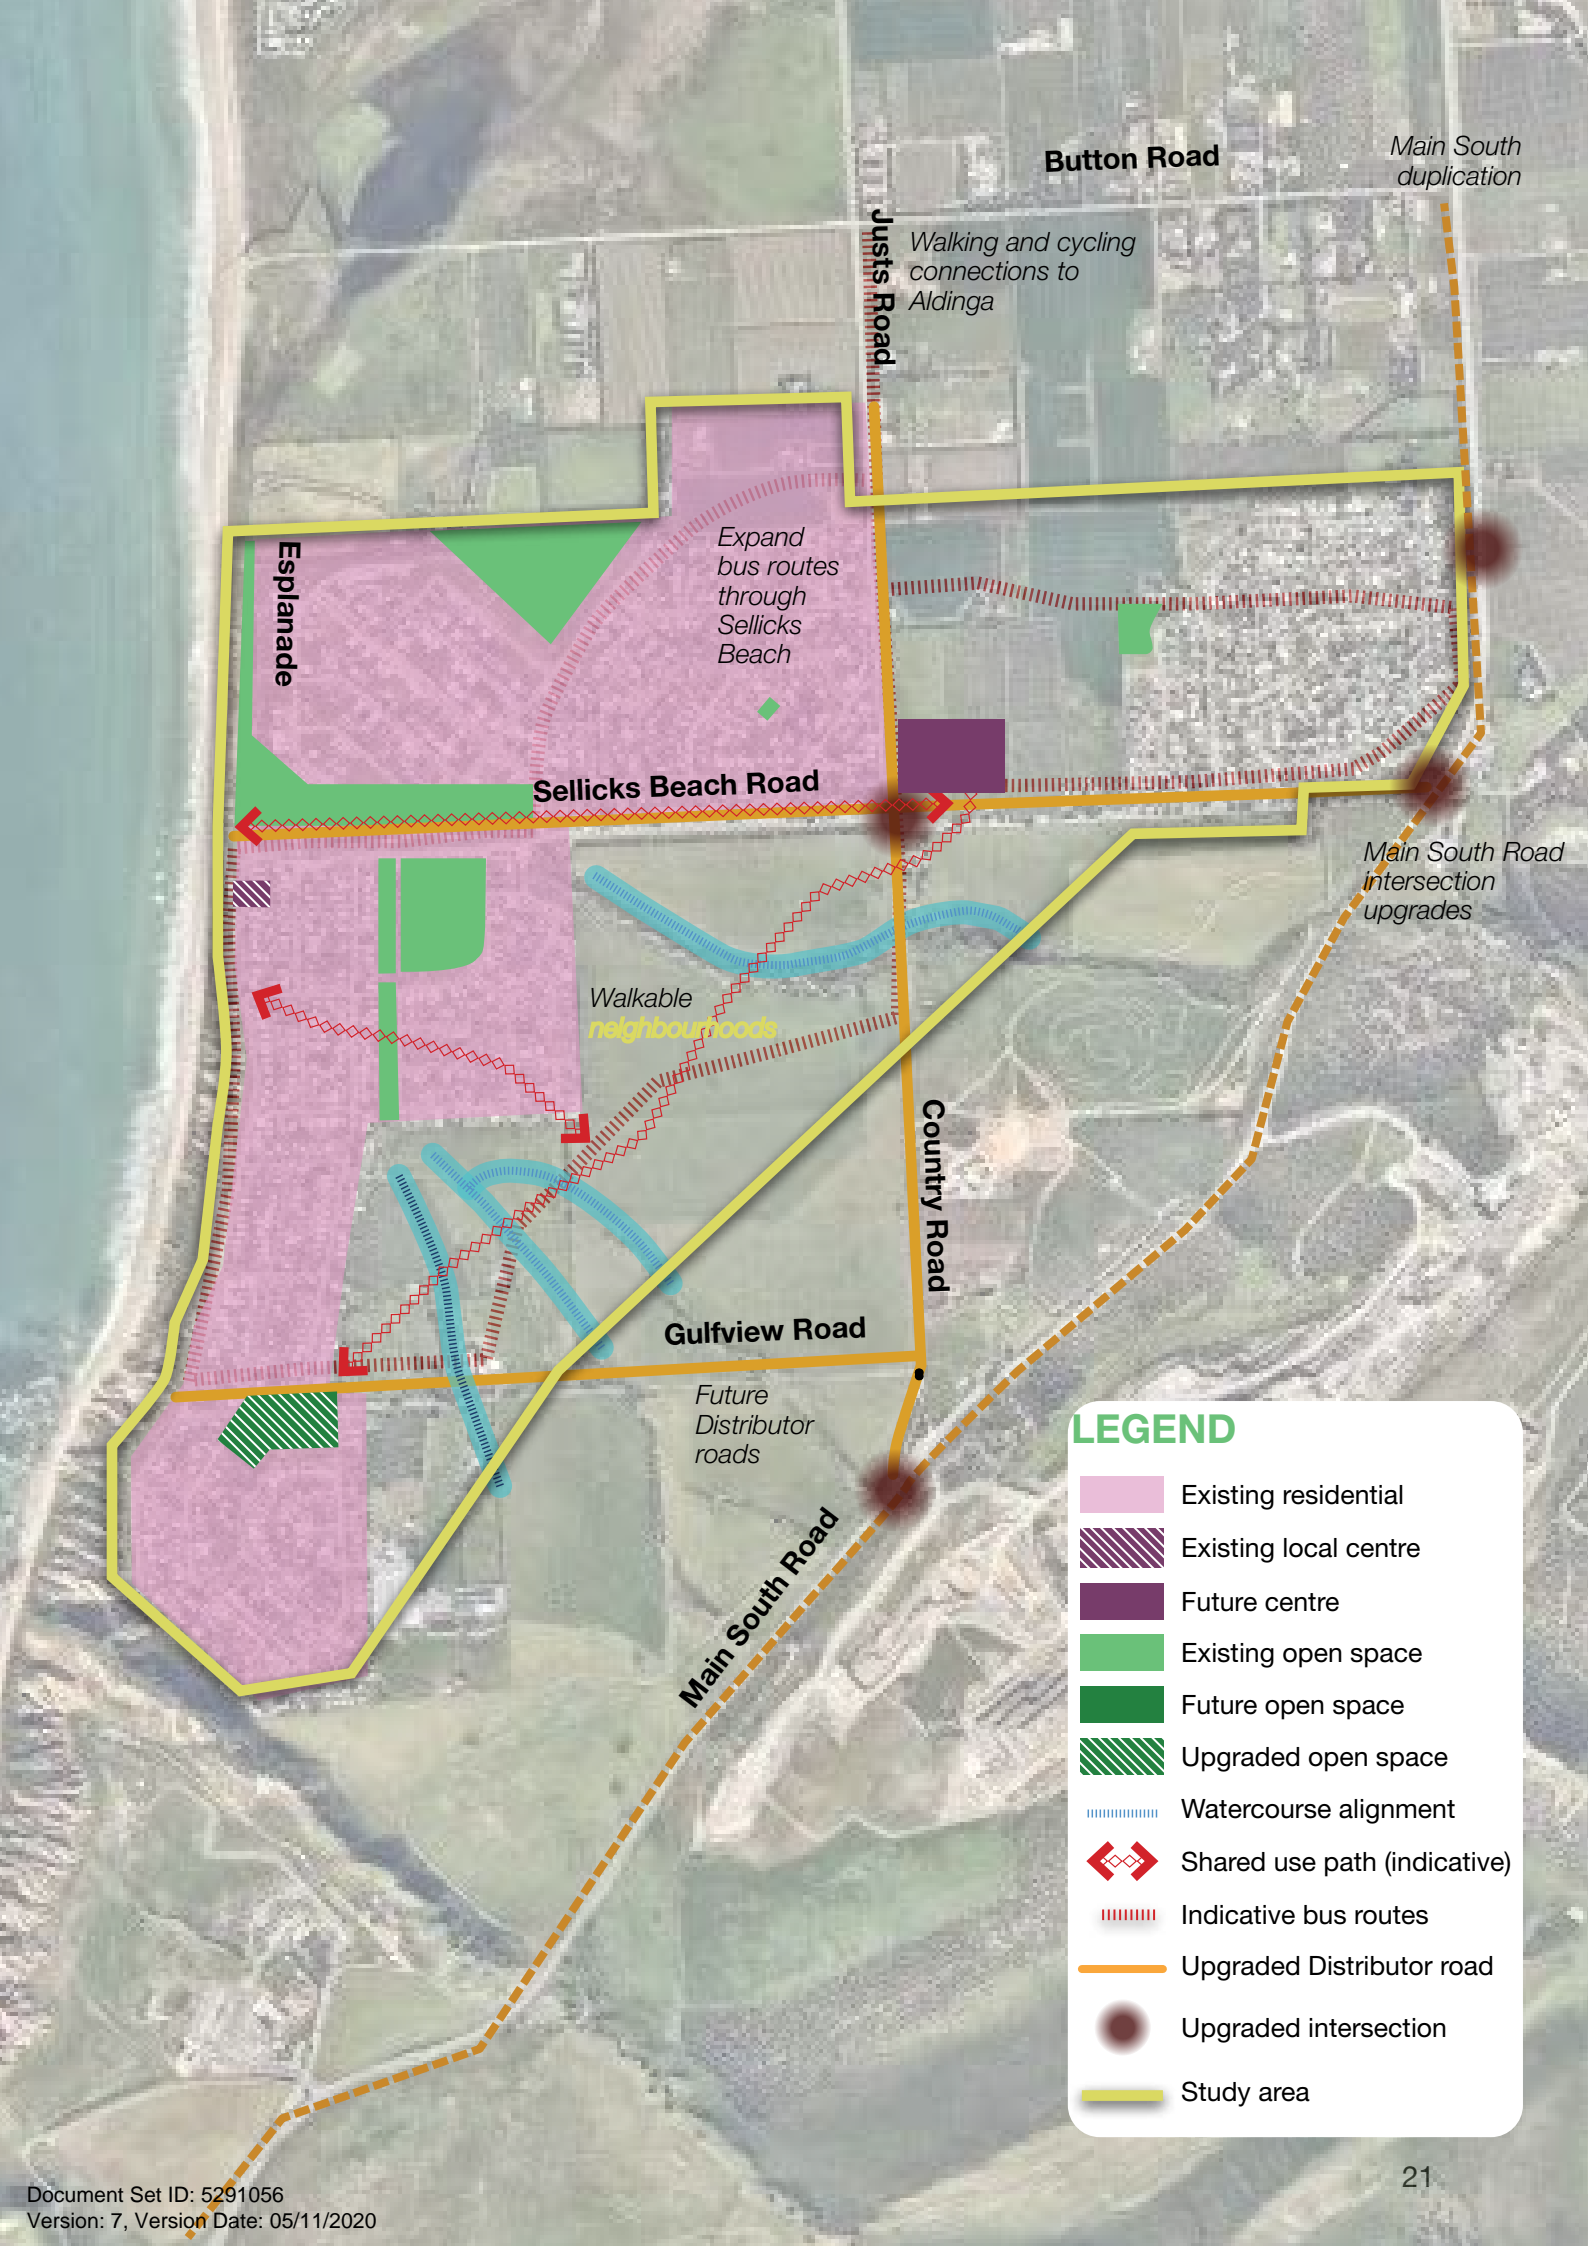 Main South
duplication
Button Road
Justs Road
Walking and cycling
connections to
Aldinga
Esplanade
Expand
bus routes
through
Sellicks
Beach
Sellicks Beach Road
Main South Road
intersection
upgrades
Walkable
neighbourhoods
Country Road
Gulfview Road
Future
Distributor
roads
Main South Road
LEGEND
Existing residential
Existing local centre
Future centre
Existing open space
Future open space
Upgraded open space
Watercourse alignment
Shared use path (indicative)
Indicative bus routes
Upgraded Distributor road
Upgraded intersection
Study area
21
Document Set ID: 5291056
Version: 7, Version Date: 05/11/2020